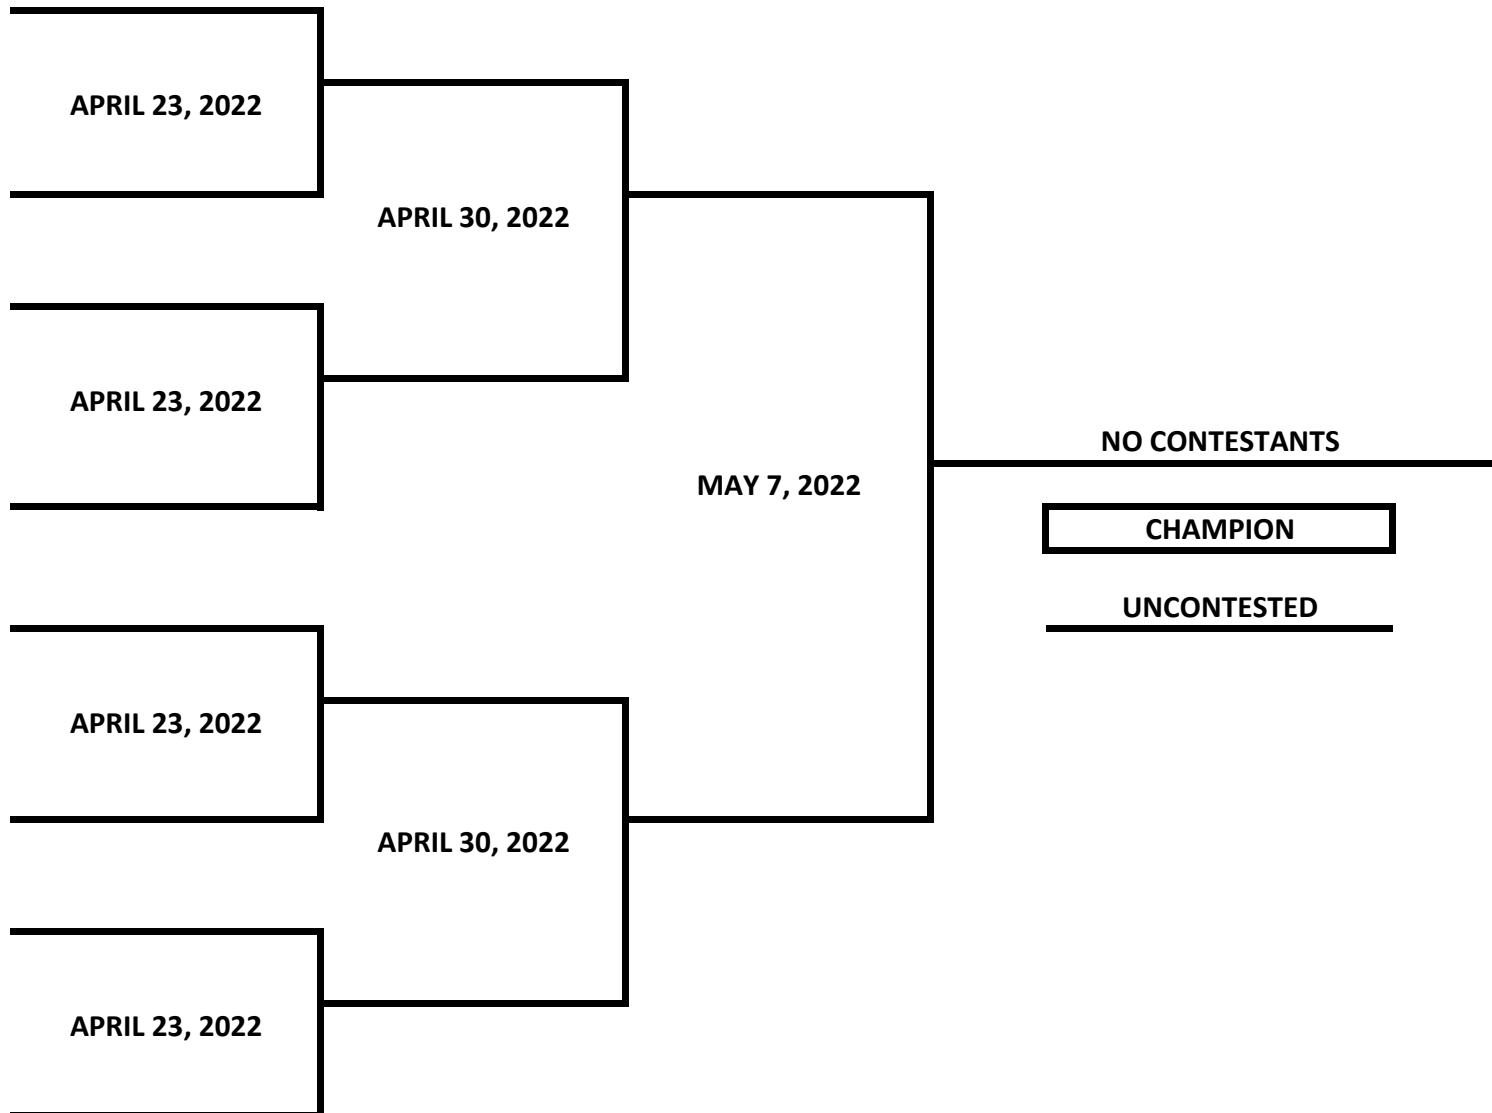 APRIL 23, 2022
APRIL 30, 2022
APRIL 23, 2022
NO CONTESTANTS
MAY 7, 2022
CHAMPION
UNCONTESTED
APRIL 23, 2022
APRIL 30, 2022
APRIL 23, 2022